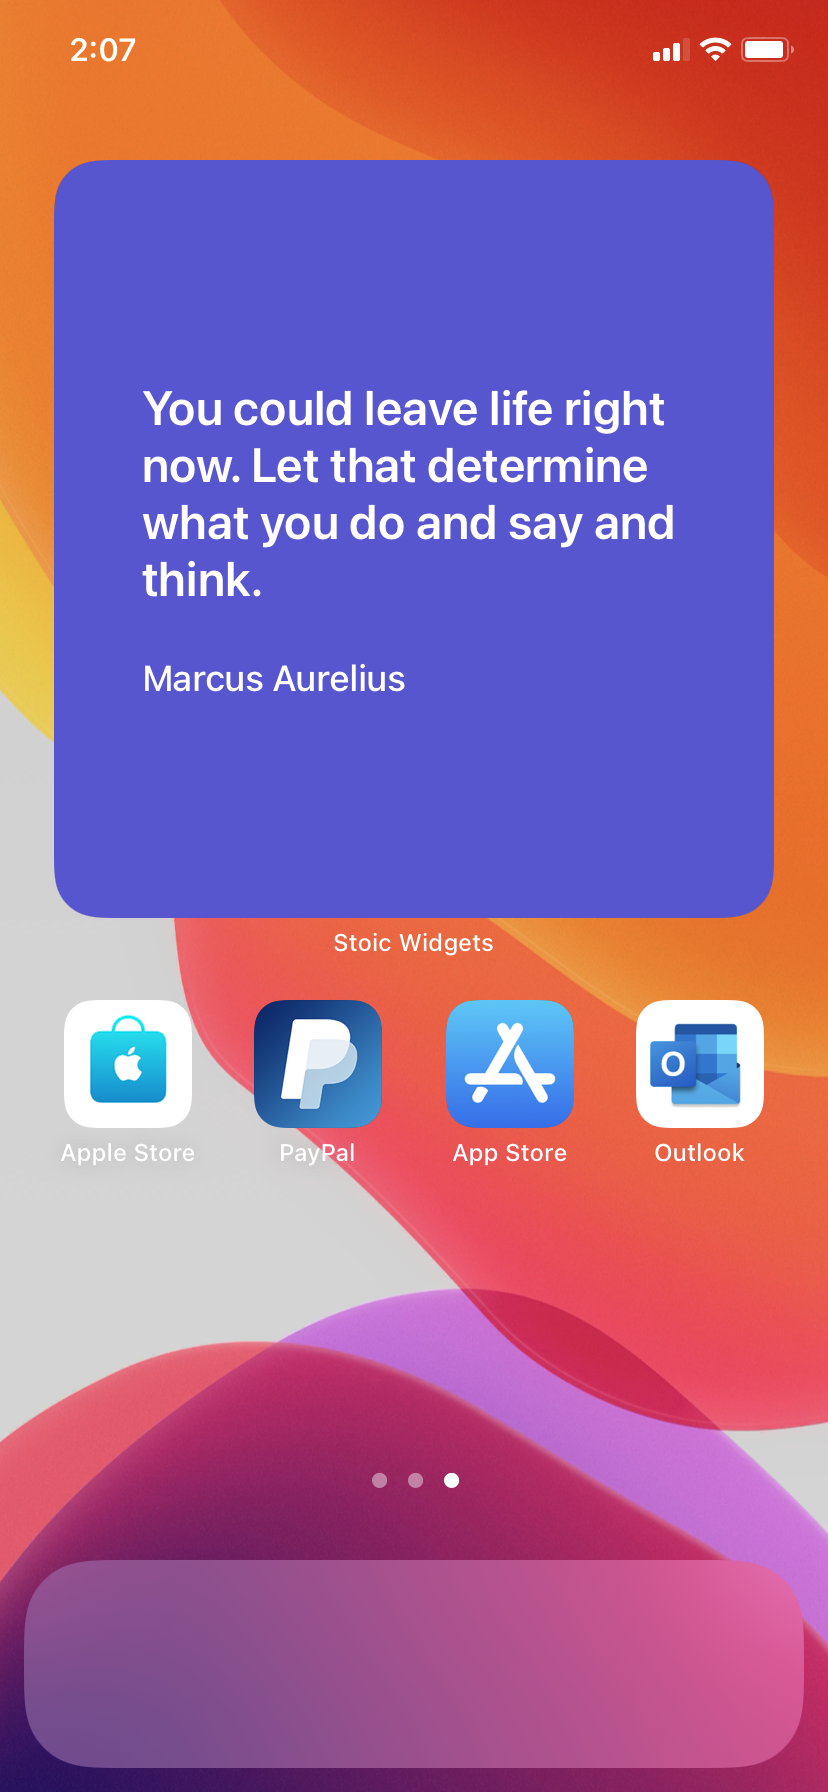 2:07
You could leave life right
now. Let that determine
what you do and say and
think.
Marcus Aurelius
Stoic Widgets
Apple Store PayPal App Store Outlook